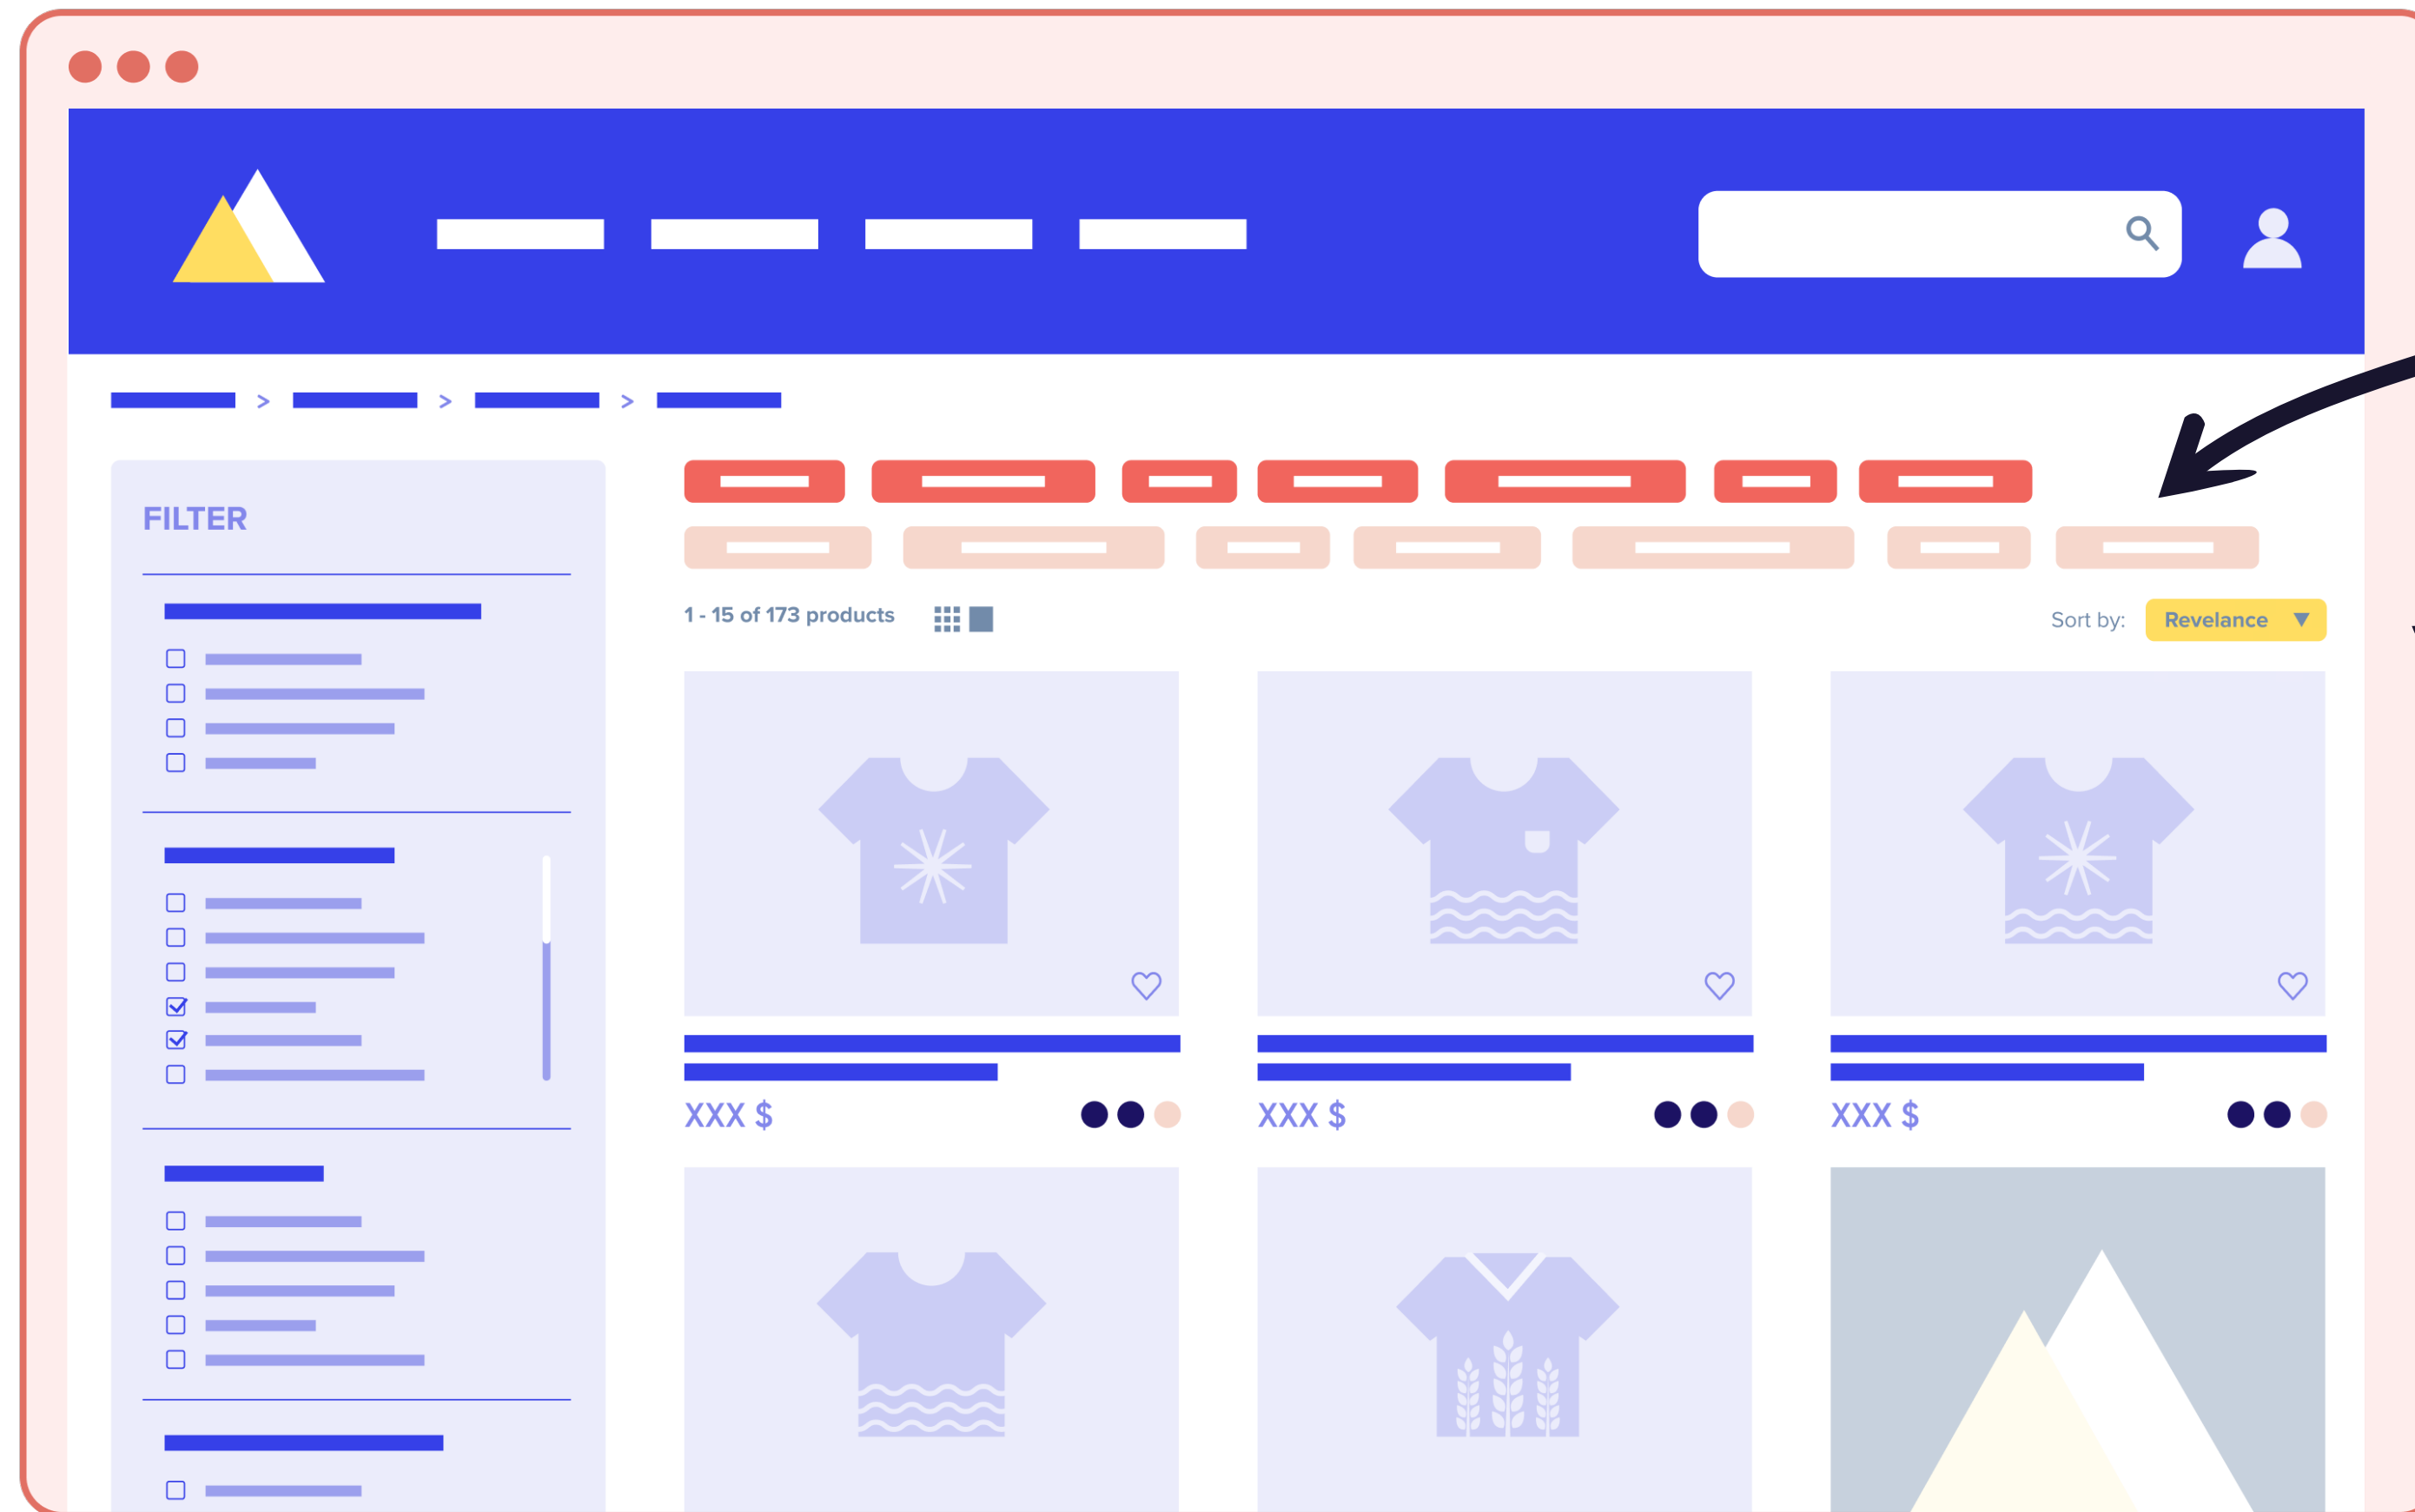 FILTER
1 - 15 of 173 products
Sort by: Revelance
XXX $
XXX $
XXX $